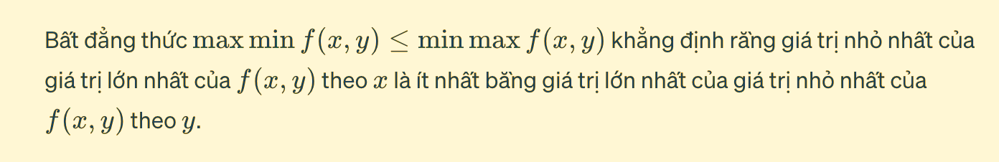 Bất đẳng thức max min f(x, y) ≤ min max f(x, y) khẳng định rằng giá trị nhỏ nhất của
giá trị lớn nhất của f(x, y) theo x là ít nhất bằng giá trị lớn nhất của giá trị nhỏ nhất của
f(x, y) theo y.